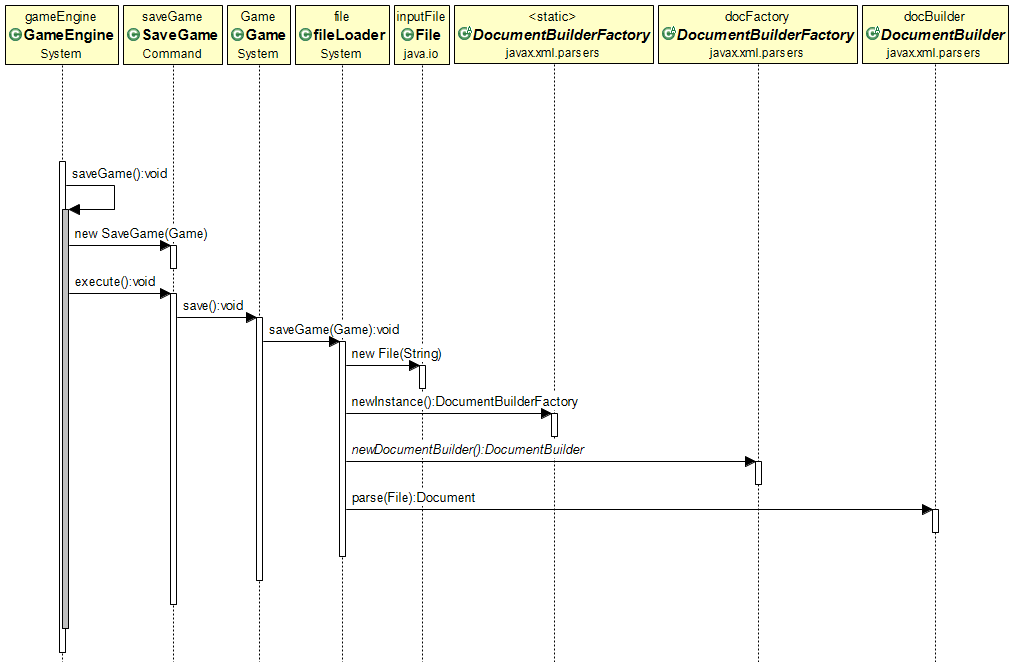 gameEngine
GameEngine
System
saveGame
SaveGame
Command
Game
Game
System
file
fileLoader
System
inputFile
File
java.io
<static>
DocumentBuilderFactory
javax.xml.parsers
docFactory
DocumentBuilderFactory
javax.xml.parsers
docBuilder
DocumentBuilder
javax.xml.parsers
saveGame():void
new SaveGame(Game)
execute():void
save():void
saveGame(Game):void
new File(String)
newInstance():DocumentBuilderFactory
newDocumentBuilder():DocumentBuilder
parse(File):Document